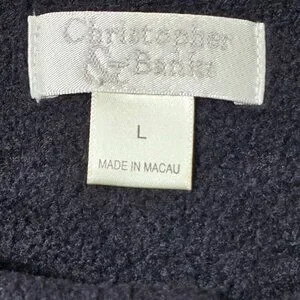 Christopher
& Banks
L
MADE IN MACAU